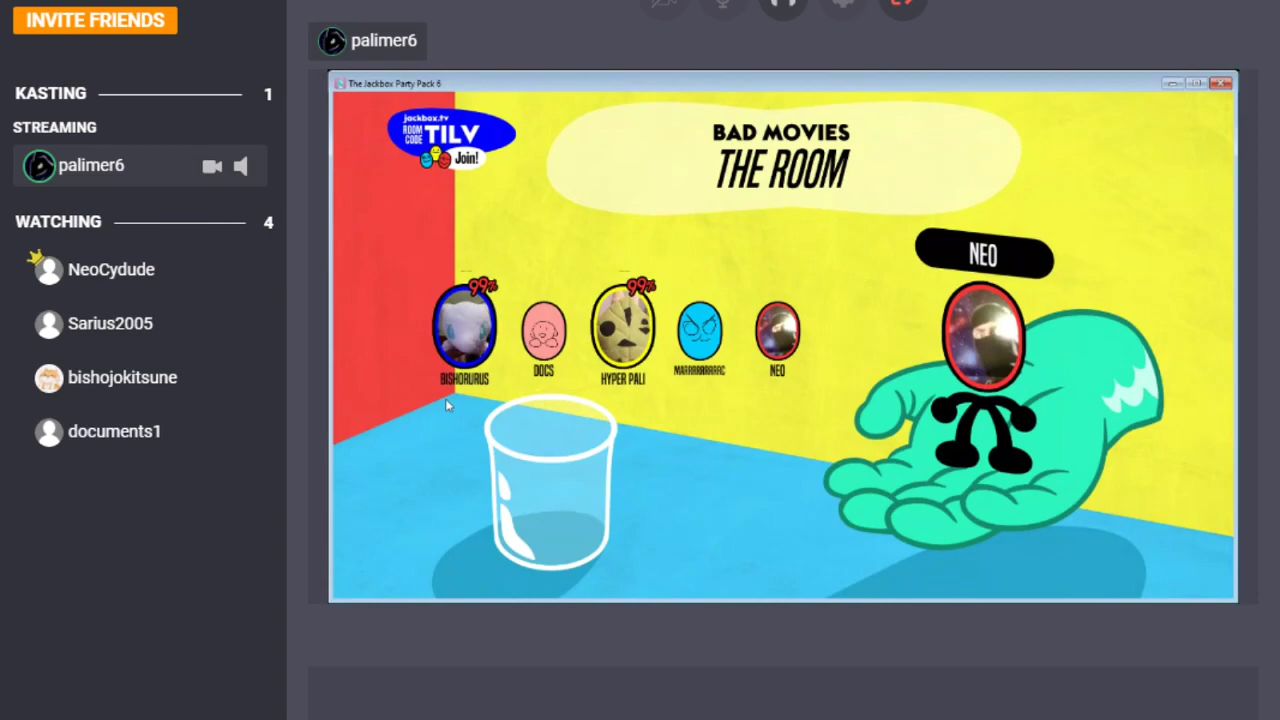 INVITE FRIENDS
KASTING 1
STREAMING
palimer6
WATCHING 4
NeoCydude
Sarius2005
bishojokitsune
documents1
palimer6
The Jackbox Party Pack 6
jackbox.tv
ROOM CODE TILV
Join!
BAD MOVIES
THE ROOM
NEO
99%
99%
BISHORURUS
DOCS
HYPER PALI
NEO